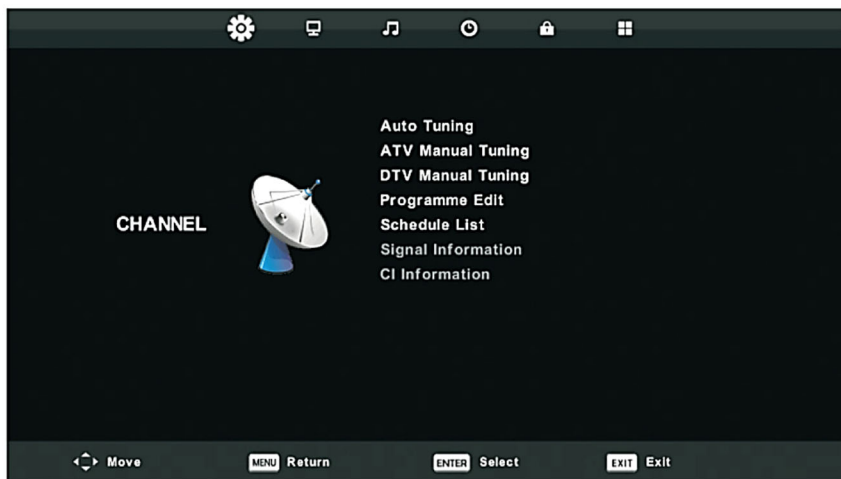 Auto Tuning
ATV Manual Tuning
DTV Manual Tuning
Programme Edit
CHANNEL
Schedule List
Signal Information
CI Information
Move
MENU Return
ENTER Select
EXIT Exit